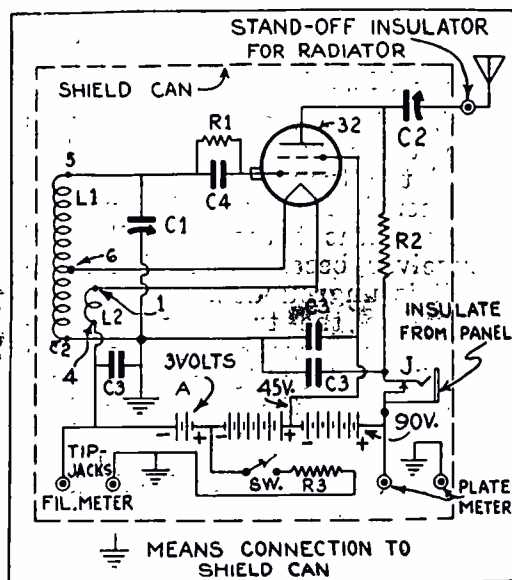 STAND-OFF INSULATOR
FOR RADIATOR
SHIELD CAN
R1
32
C2
5
L1
C4
C1
R2
6
1
L2
INSULATE
FROM PANEL
2
4
C3
C3
C3
J.
3VOLTS
A
45V.
90V.
- + - + - +
TIP-
JACKS
SW.
R3
FIL. METER
PLATE
METER
MEANS CONNECTION TO
SHIELD CAN